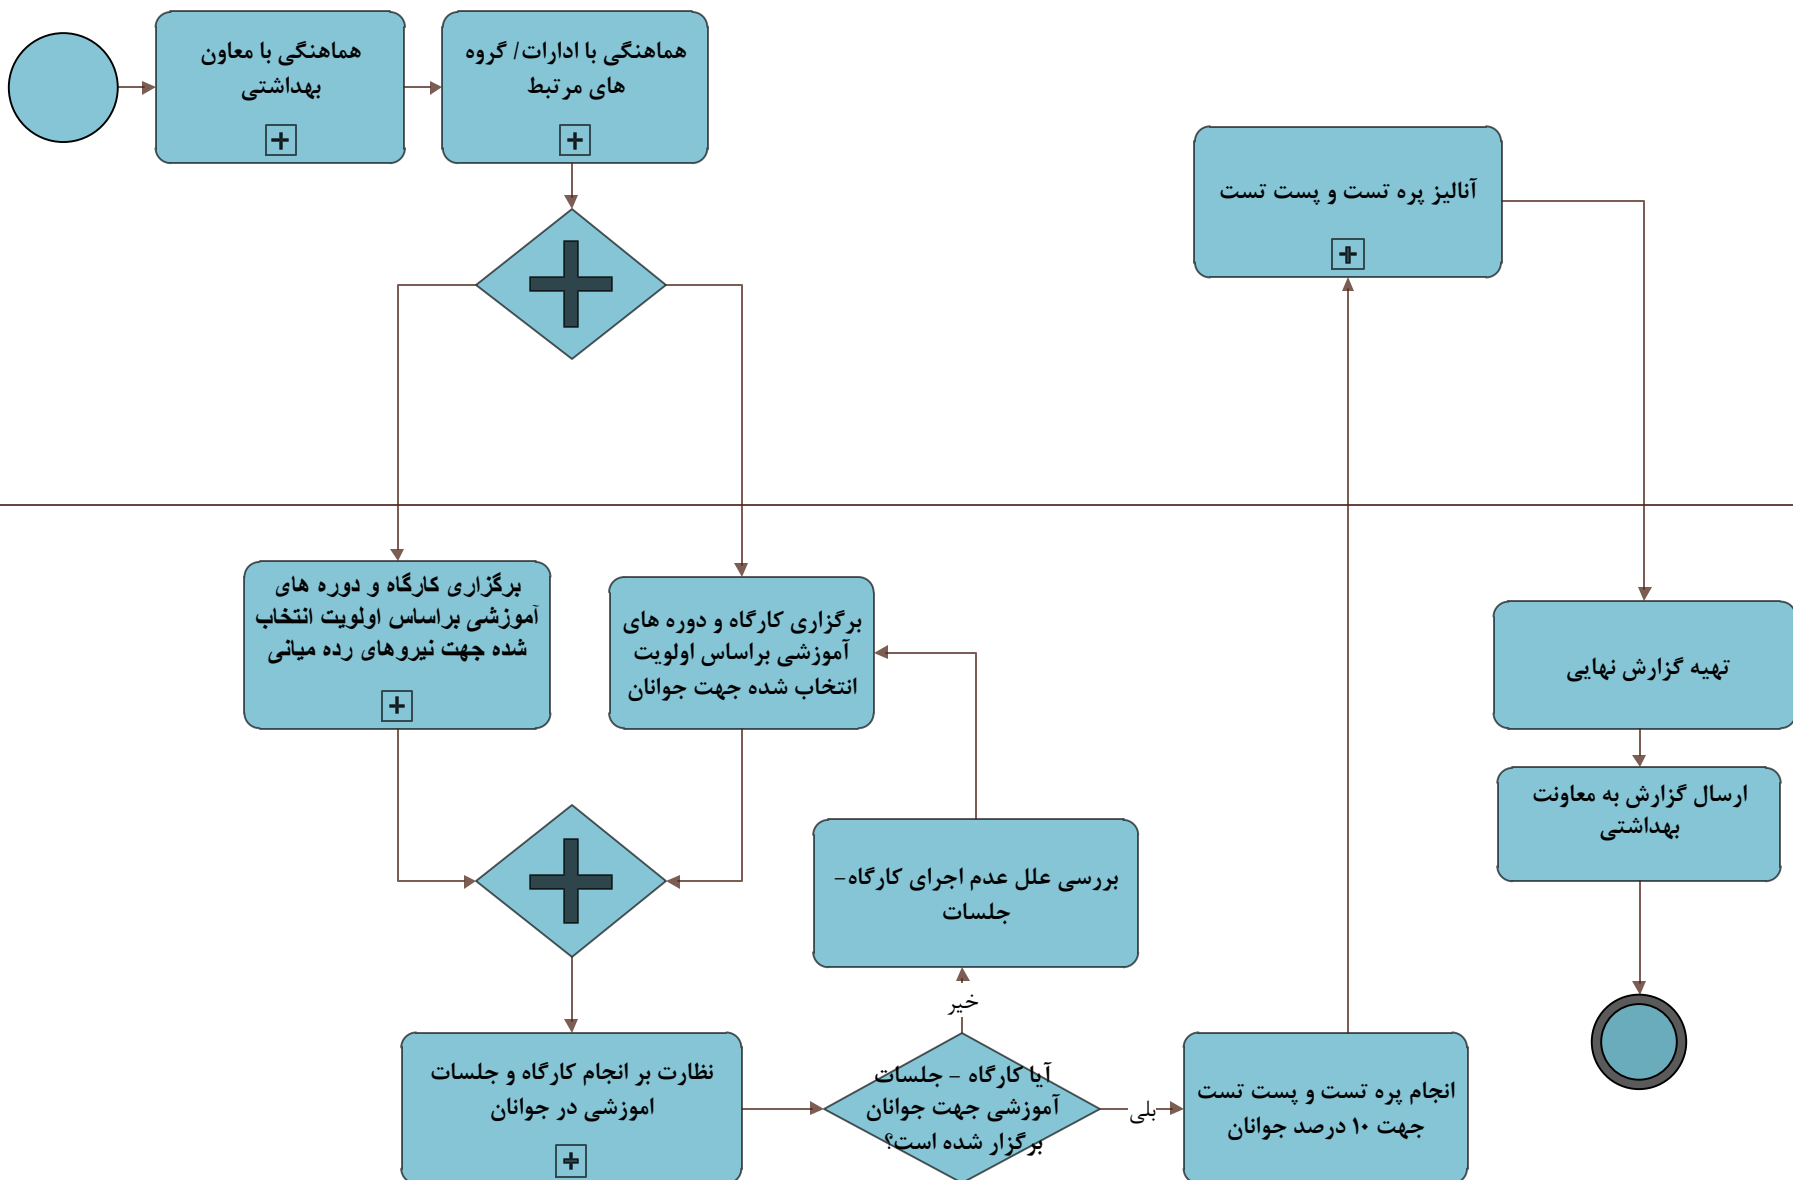 هماهنگی با معاون
بهداشتی
هماهنگی با ادارات/ گروه
های مرتبط
آنالیز پره تست و پست تست
برگزاری کارگاه و دوره های
آموزشی براساس اولویت انتخاب
شده جهت نیروهای رده میانی
برگزاری کارگاه و دوره های
آموزشی براساس اولویت
انتخاب شده جهت جوانان
تهیه گزارش نهایی
ارسال گزارش به معاونت
بهداشتی
بررسی علل عدم اجرای کارگاه–
جلسات
خیر
نظارت بر انجام کارگاه و جلسات
اموزشی در جوانان
آیا کارگاه – جلسات
آموزشی جهت جوانان
برگزار شده است؟
بلی
انجام پره تست و پست تست
جهت ۱۰ درصد جوانان